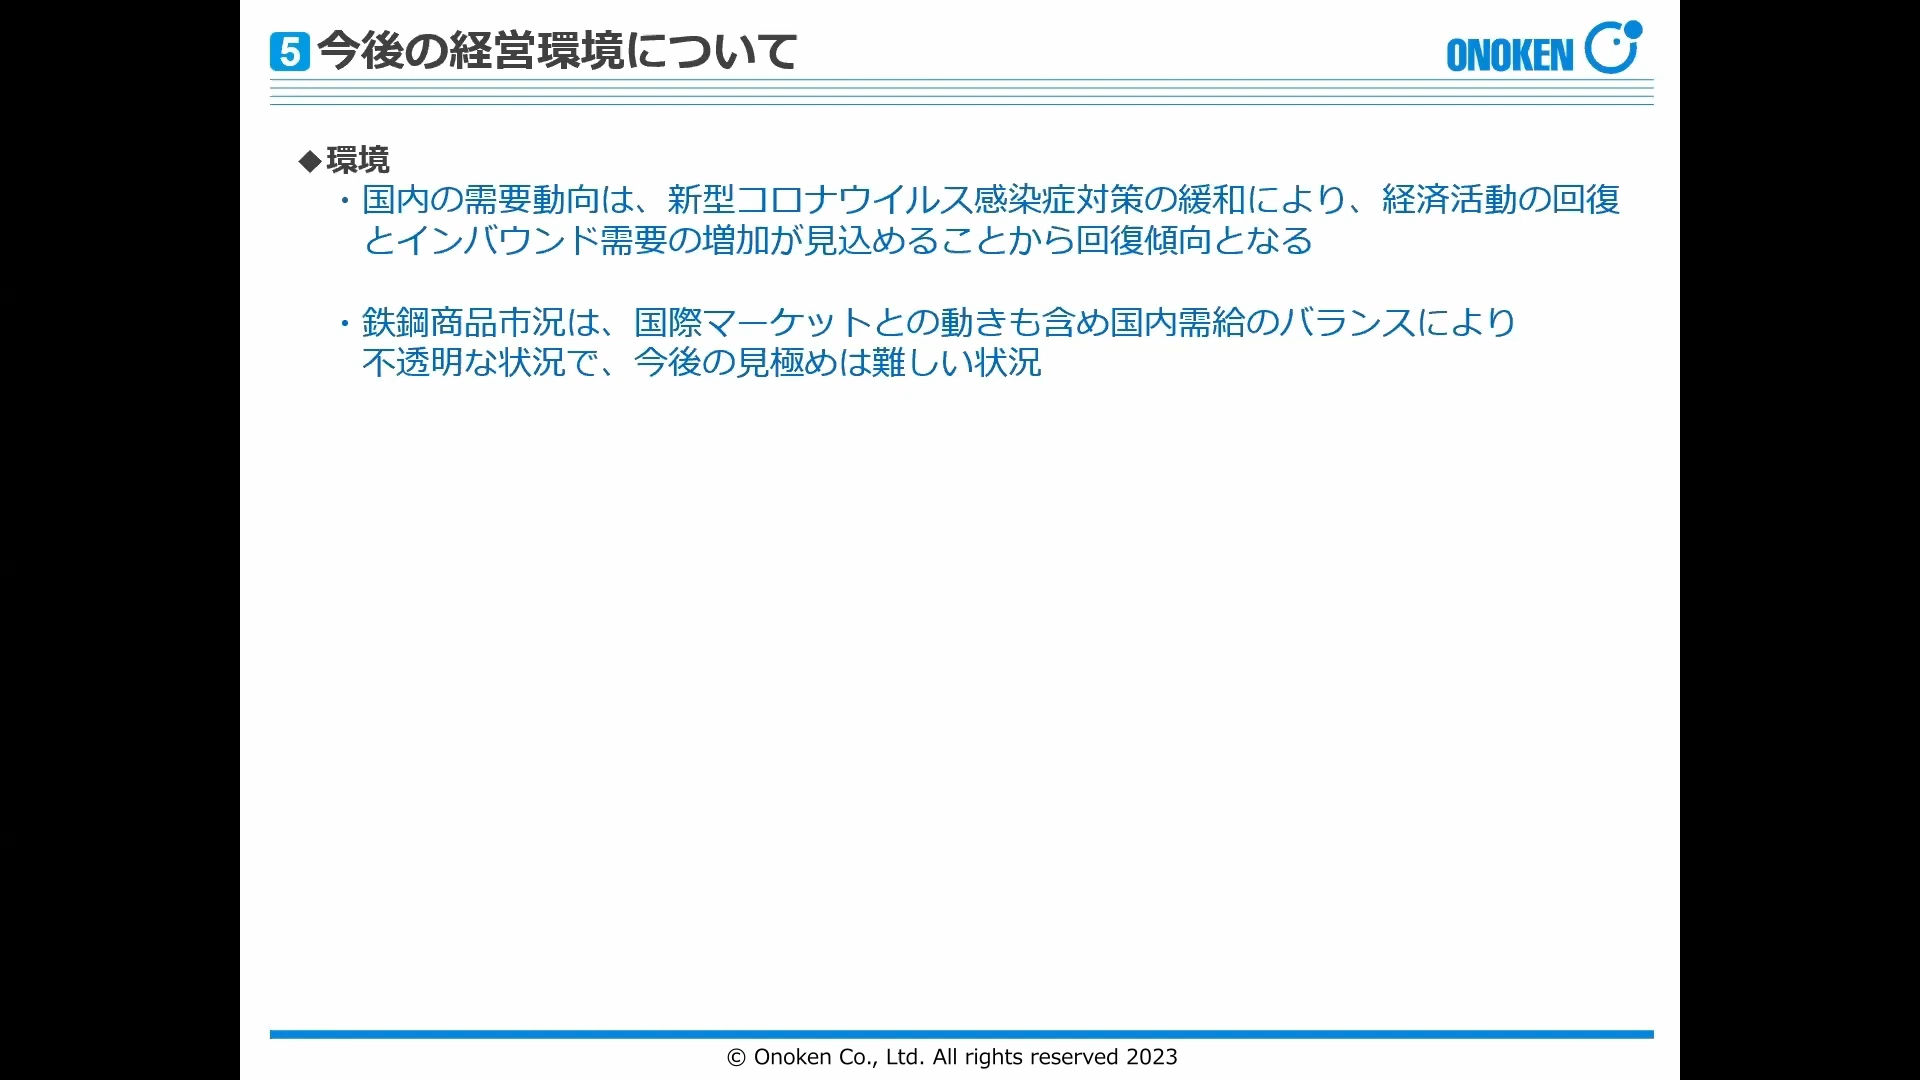 5 今後の経営環境について
ONOKEN
◆環境
・国内の需要動向は、新型コロナウイルス感染症対策の緩和により、経済活動の回復
とインバウンド需要の増加が見込めることから回復傾向となる
・鉄鋼商品市況は、国際マーケットとの動きも含め国内需給のバランスにより
不透明な状況で、今後の見極めは難しい状況
© Onoken Co., Ltd. All rights reserved 2023